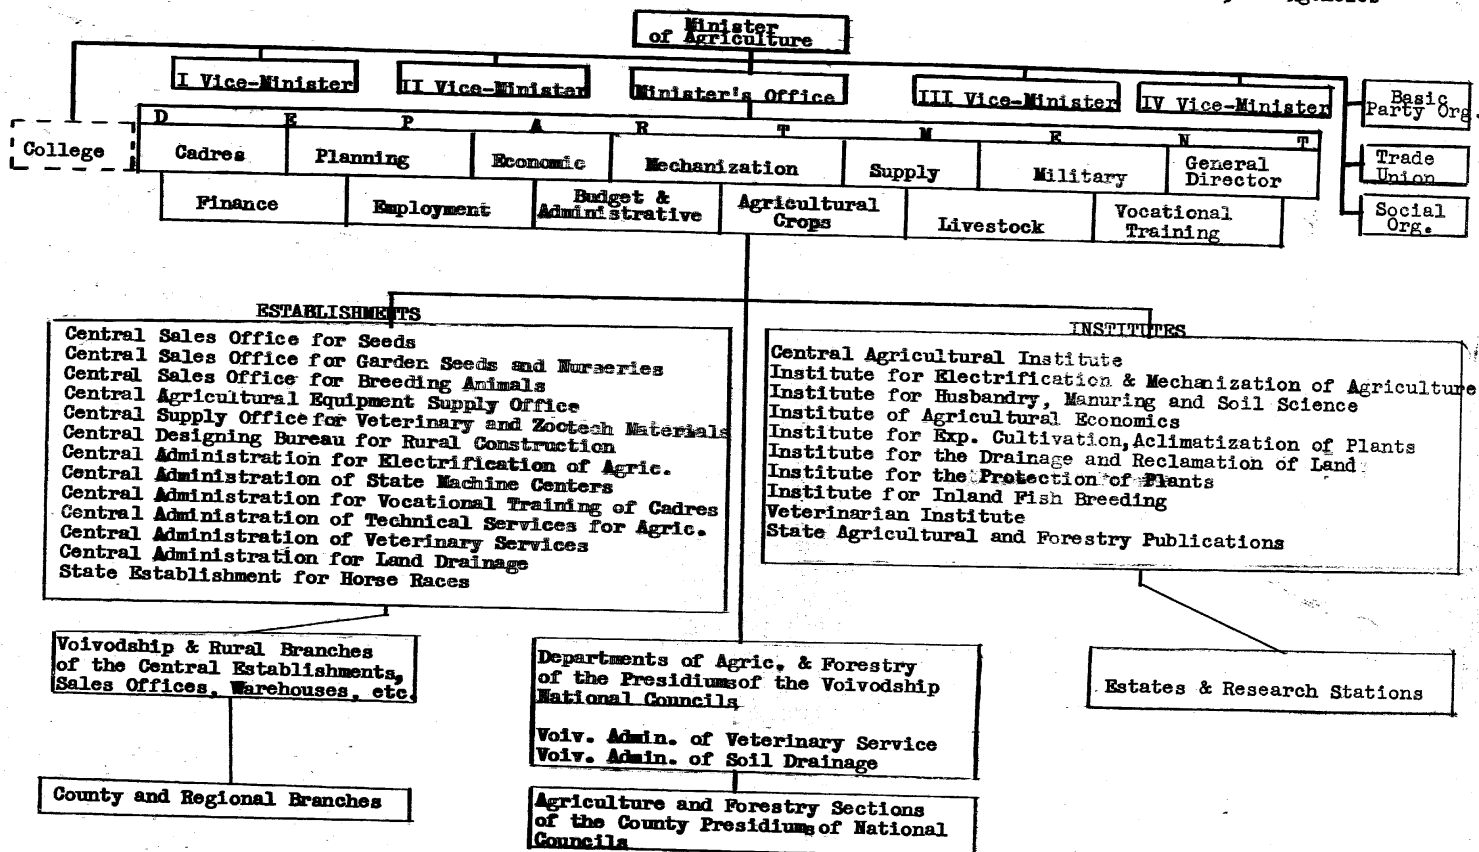 Agencies
Minister
of Agriculture
I Vice-Minister
II Vice-Minister
Minister's Office
III Vice-Minister
IV Vice-Minister
Basic
Party Org.
Trade
Union
Social
Org.
College
D E P A R T M E N T
Cadres
Planning
Economic
Mechanization
Supply
Military
General
Director
Finance
Employment
Budget &
Administrative
Agricultural
Crops
Livestock
Vocational
Training
ESTABLISHMENTS
Central Sales Office for Seeds
Central Sales Office for Garden Seeds and Nurseries
Central Sales Office for Breeding Animals
Central Agricultural Equipment Supply Office
Central Supply Office for Veterinary and Zootech Materials
Central Designing Bureau for Rural Construction
Central Administration for Electrification of Agric.
Central Administration of State Machine Centers
Central Administration for Vocational Training of Cadres
Central Administration of Technical Services for Agric.
Central Administration of Veterinary Services
Central Administration for Land Drainage
State Establishment for Horse Races
INSTITUTES
Central Agricultural Institute
Institute for Electrification & Mechanization of Agriculture
Institute for Husbandry, Manuring and Soil Science
Institute of Agricultural Economics
Institute for Exp. Cultivation,Aclimatization of Plants
Institute for the Drainage and Reclamation of Land
Institute for the Protection of Plants
Institute for Inland Fish Breeding
Veterinarian Institute
State Agricultural and Forestry Publications
Voivodship & Rural Branches
of the Central Establishments,
Sales Offices, Warehouses, etc.
County and Regional Branches
Departments of Agric. & Forestry
of the Presidiums of the Voivodship
National Councils
Voiv. Admin. of Veterinary Service
Voiv. Admin. of Soil Drainage
Agriculture and Forestry Sections
of the County Presidiums of National
Councils
Estates & Research Stations